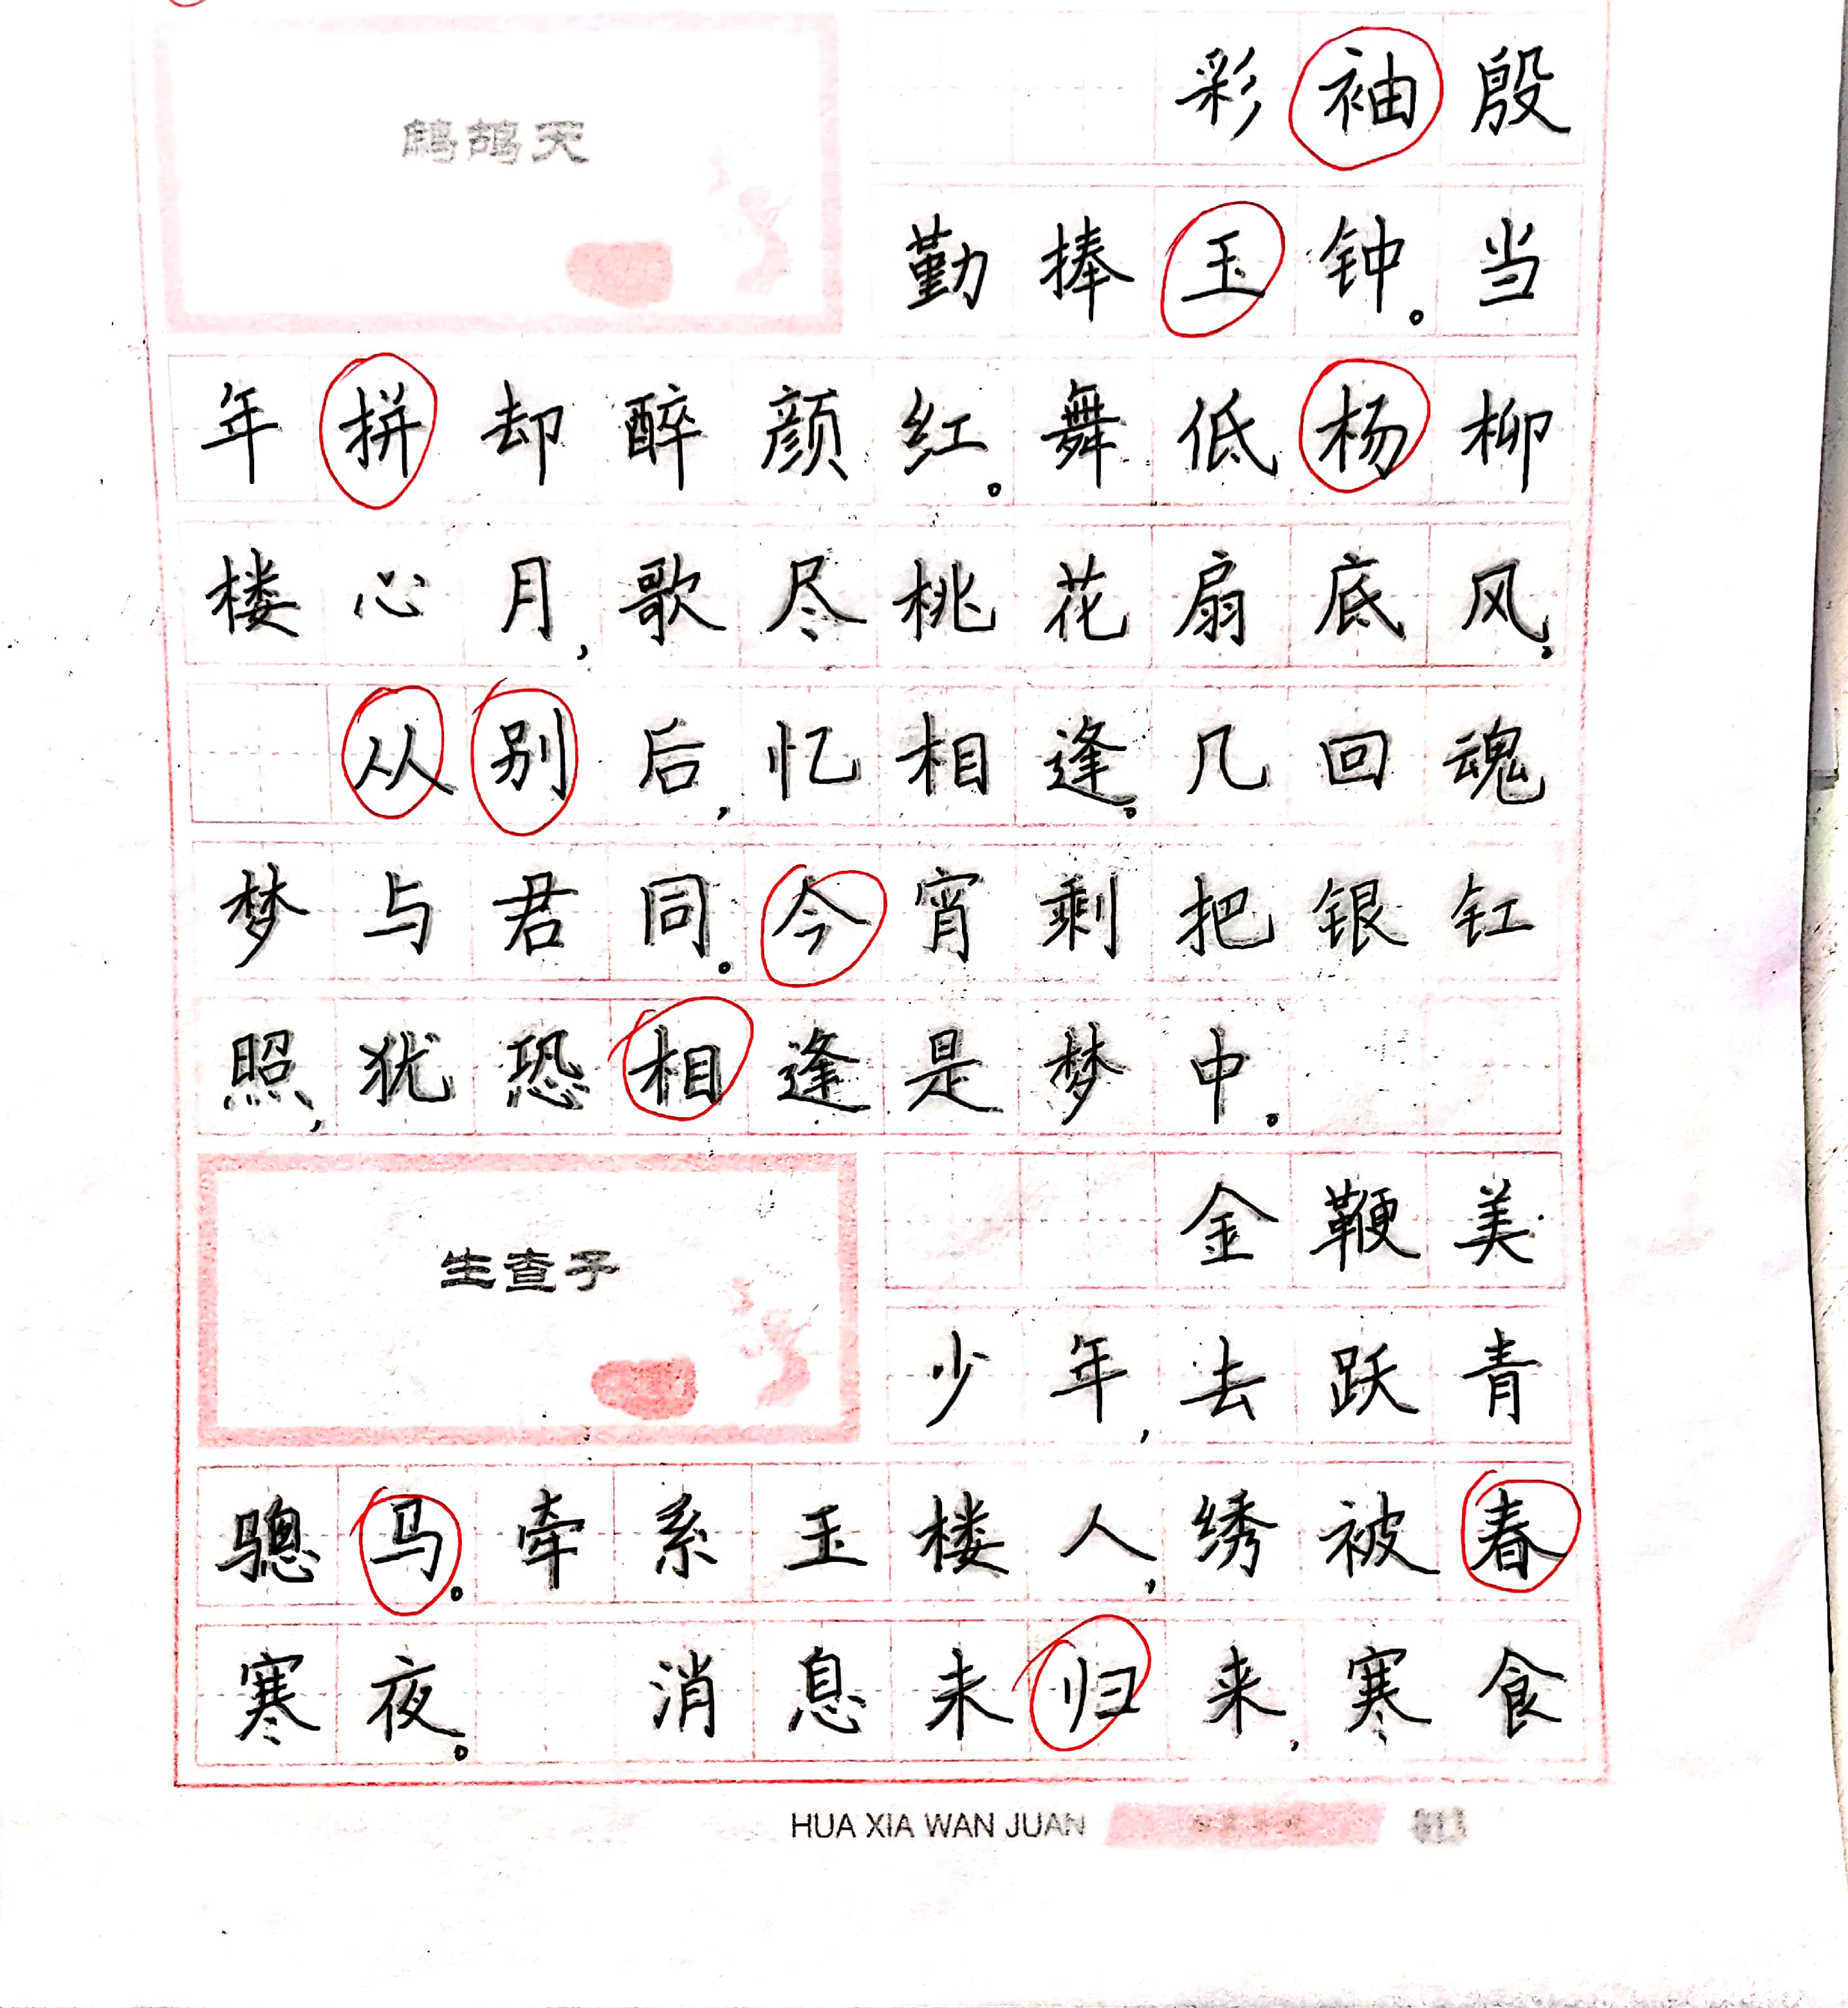 鹧鸪天
彩袖殷
勤捧玉钟。当
年拼却醉颜红。舞低杨柳
楼心月,歌尽桃花扇底风。
从别后,忆相逢。几回魂
梦与君同。今宵剩把银釭
照,犹恐相逢是梦中。
生查子
金鞭美
少年,去跃青
骢马。牵系玉楼人,绣被春
寒夜。 消息未归来,寒食
HUA XIA WAN JUAN